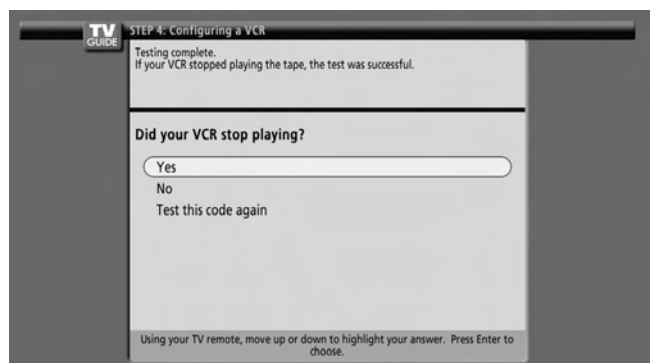 TV
GUIDE
STEP 4: Configuring a VCR
Testing complete.
If your VCR stopped playing the tape, the test was successful.
Did your VCR stop playing?
Yes
No
Test this code again
Using your TV remote, move up or down to highlight your answer. Press Enter to
choose.